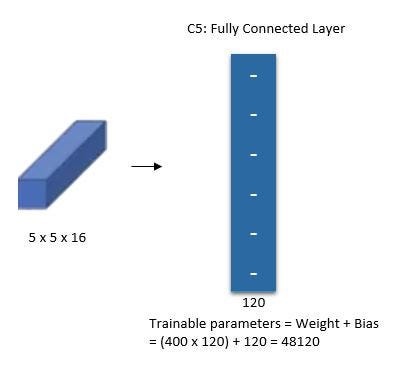 C5: Fully Connected Layer
5 x 5 x 16
120
Trainable parameters = Weight + Bias
= (400 x 120) + 120 = 48120